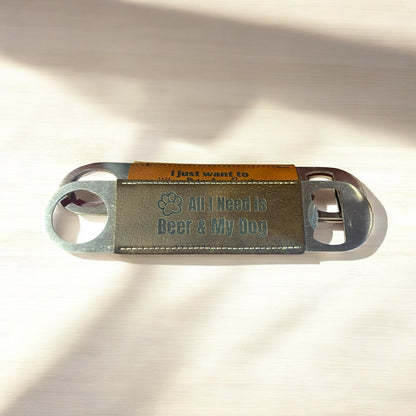 I just want to
All I Need Is
Beer & My Dog